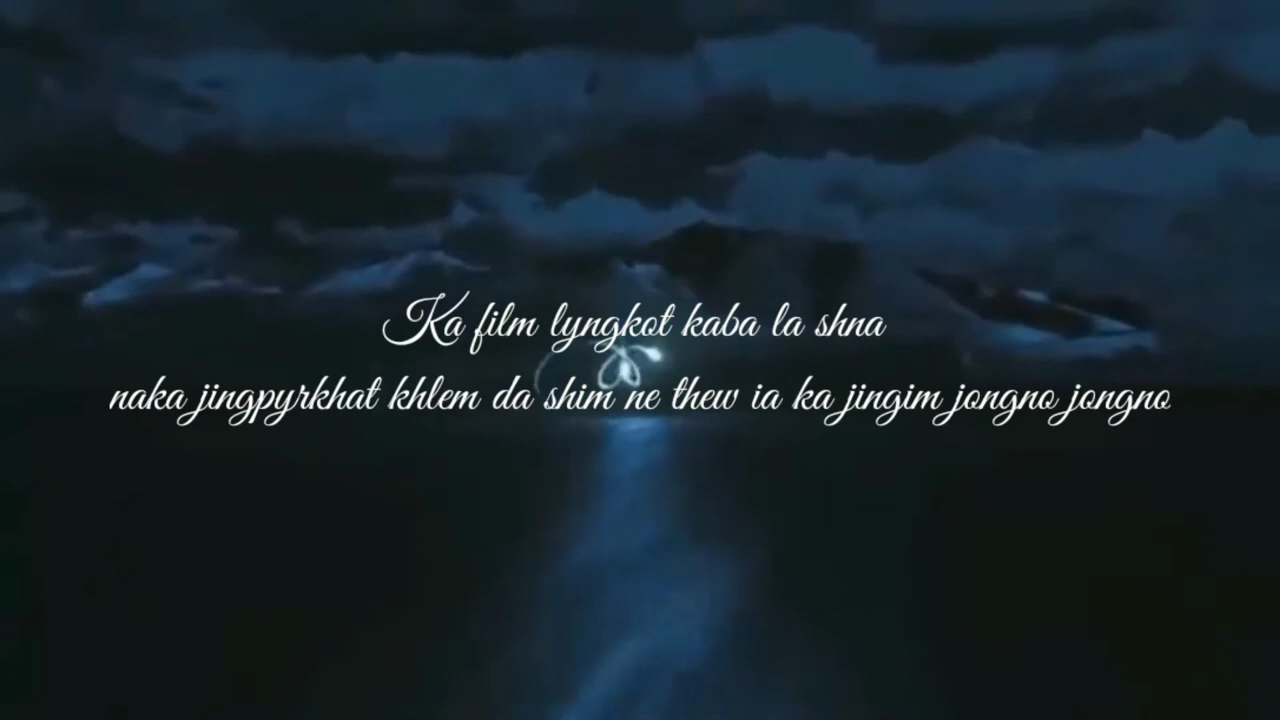 Ka film lyngkot kaba la shna
naka jingpyrkhat khlem da shim ne thew ia ka jingim jongno jongno